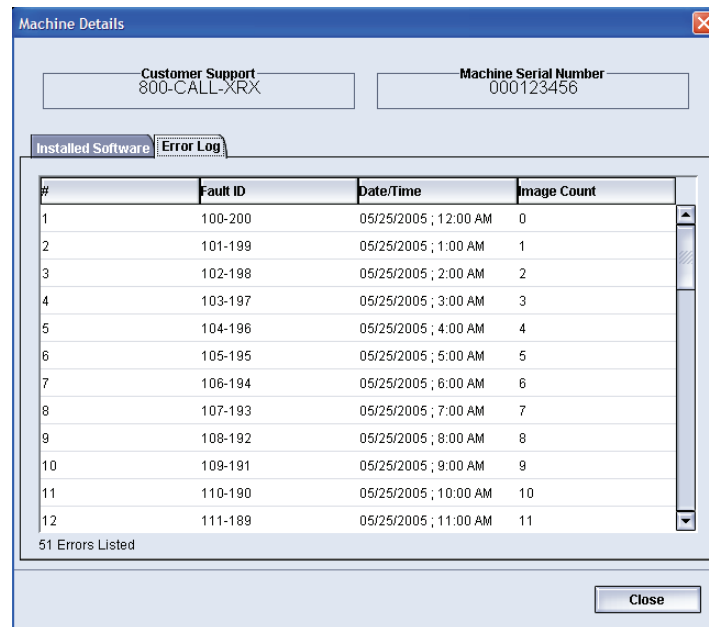 Machine Details
Customer Support
800-CALL-XRX
Machine Serial Number
000123456
Installed Software Error Log
# Fault ID Date/Time Image Count
1 100-200 05/25/2005 ; 12:00 AM 0
2 101-199 05/25/2005 ; 1:00 AM 1
3 102-198 05/25/2005 ; 2:00 AM 2
4 103-197 05/25/2005 ; 3:00 AM 3
5 104-196 05/25/2005 ; 4:00 AM 4
6 105-195 05/25/2005 ; 5:00 AM 5
7 106-194 05/25/2005 ; 6:00 AM 6
8 107-193 05/25/2005 ; 7:00 AM 7
9 108-192 05/25/2005 ; 8:00 AM 8
10 109-191 05/25/2005 ; 9:00 AM 9
11 110-190 05/25/2005 ; 10:00 AM 10
12 111-189 05/25/2005 ; 11:00 AM 11
51 Errors Listed
Close